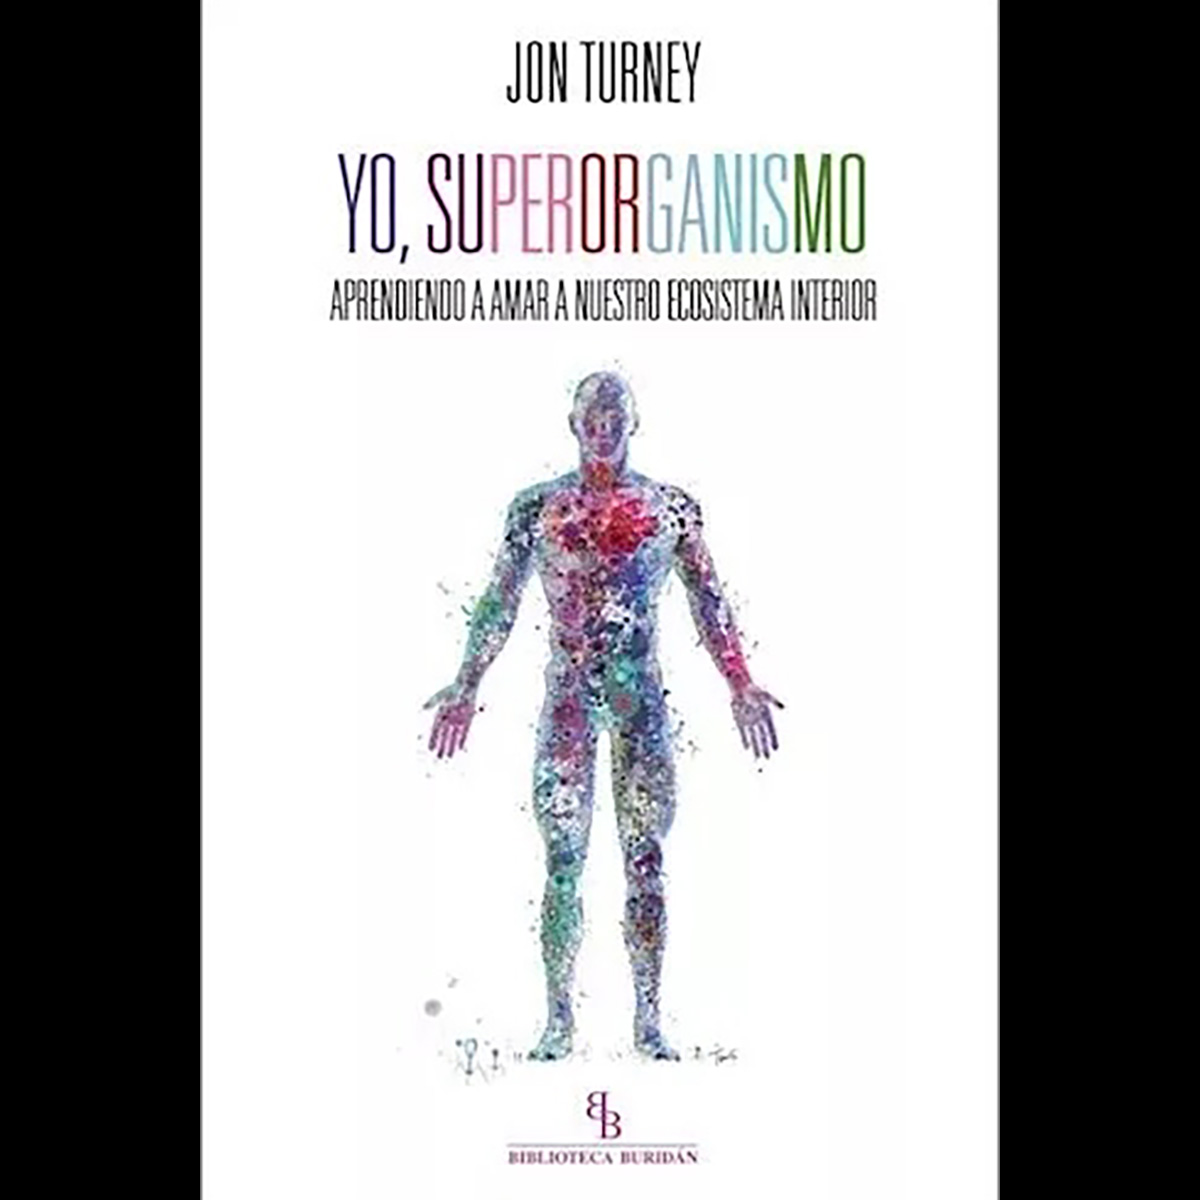 JON TURNEY
YO, SUPERORGANISMO
APRENDIENDO A AMAR A NUESTRO ECOSISTEMA INTERIOR
BB
BIBLIOTECA BURIDÁN